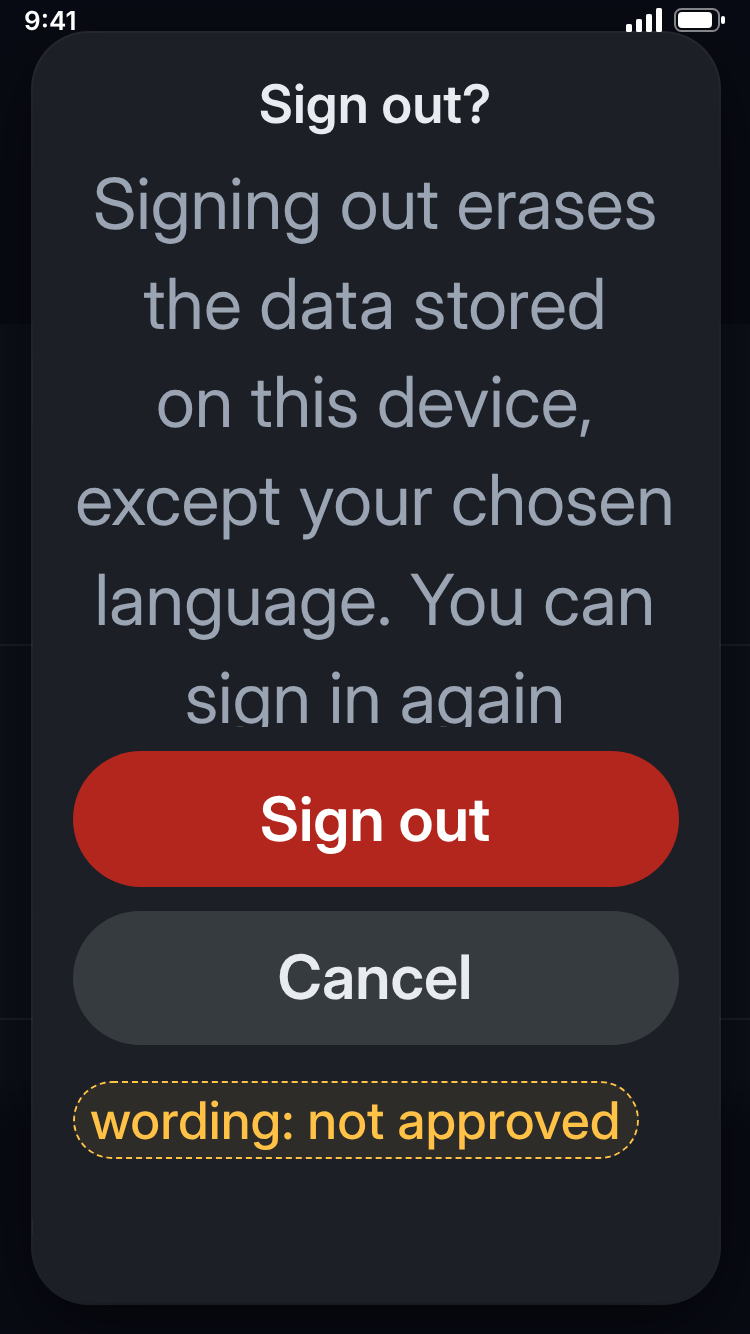 9:41
Sign out?
Signing out erases
the data stored
on this device,
except your chosen
language. You can
sign in again
Sign out
Cancel
wording: not approved